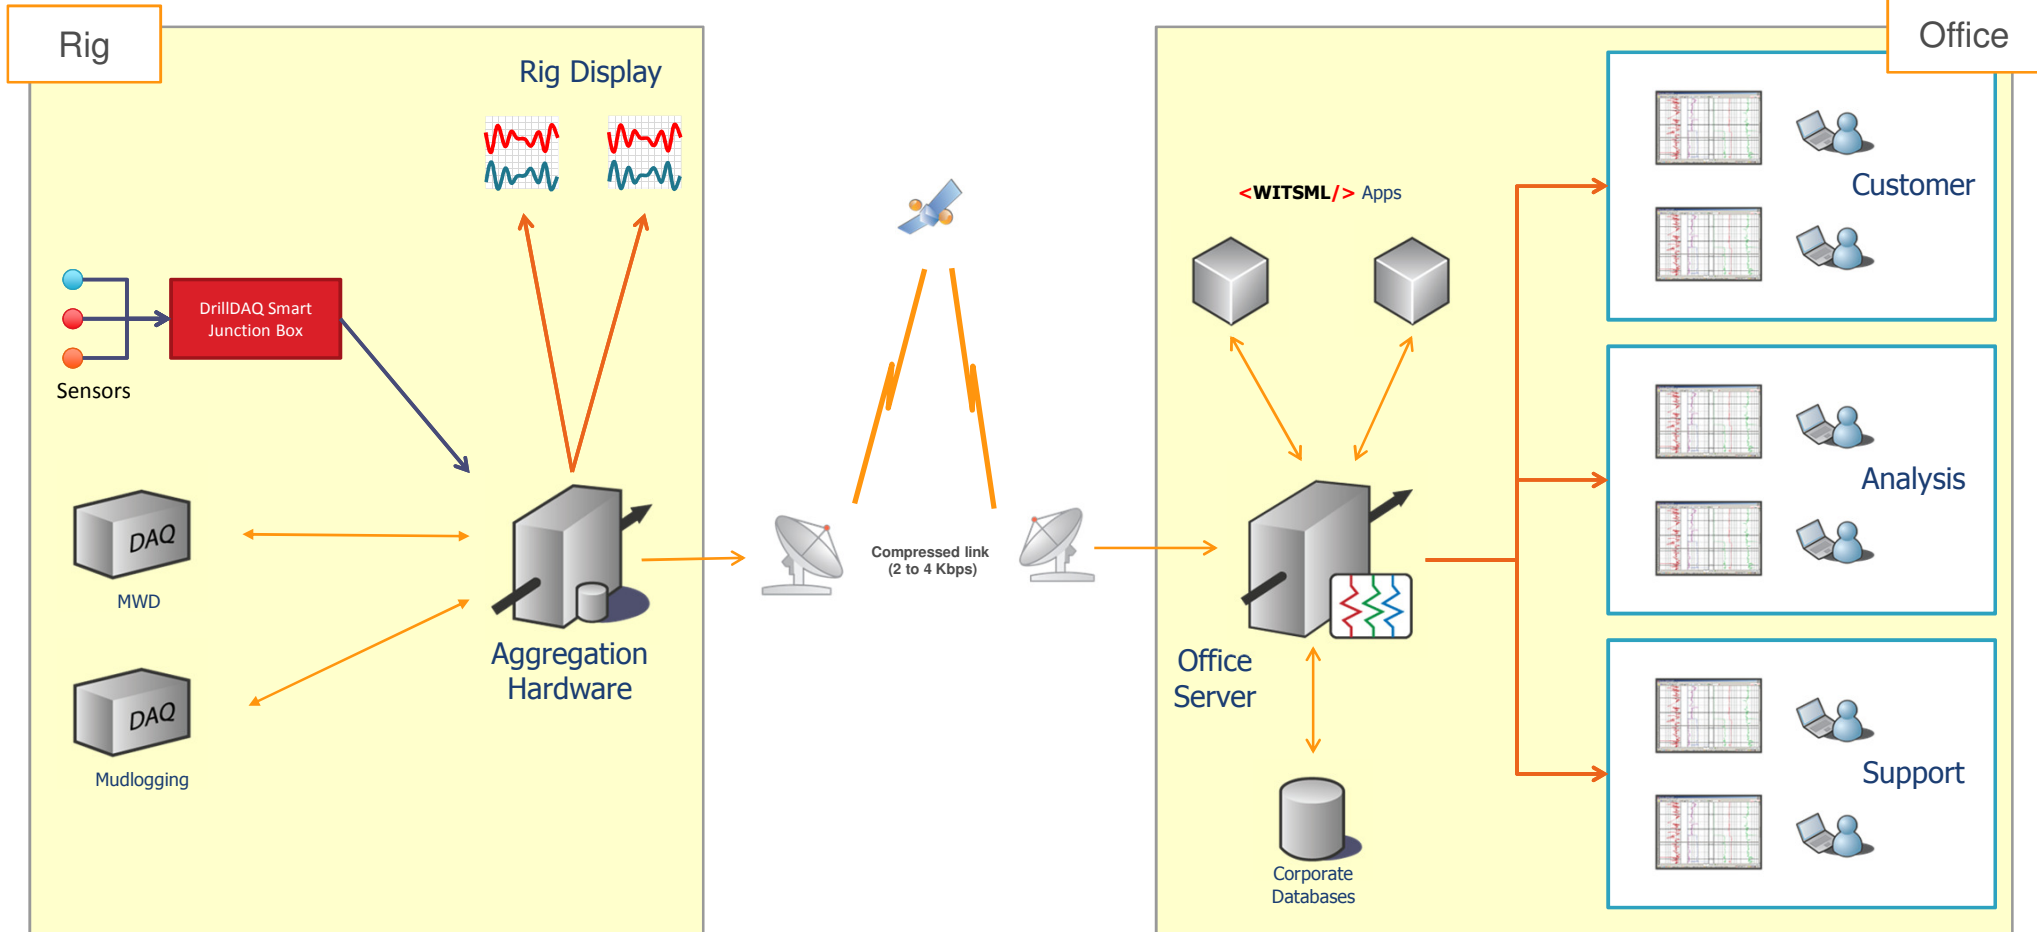 Rig
Office
Rig Display
DrillDAQ Smart
Junction Box
Sensors
DAQ
MWD
DAQ
Mudlogging
Aggregation
Hardware
Compressed link
(2 to 4 Kbps)
<WITSML/> Apps
Office
Server
Corporate
Databases
Customer
Analysis
Support